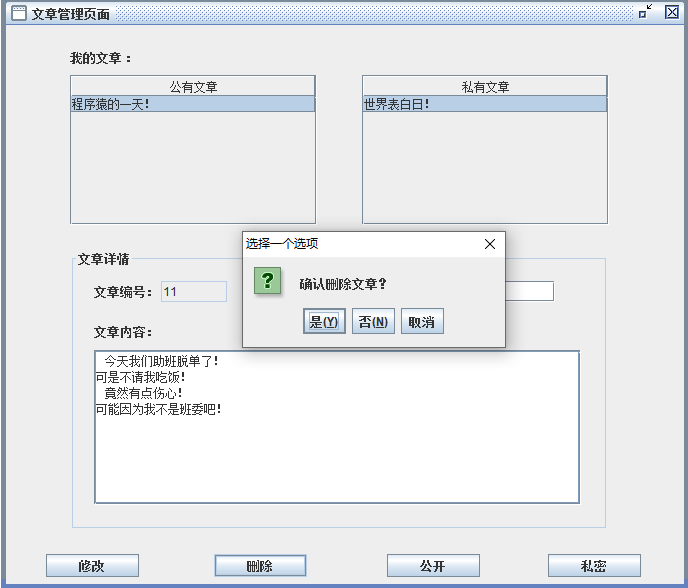 文章管理页面
我的文章：
公有文章
私有文章
程序猿的一天!
世界表白日!
选择一个选项
文章详情
确认删除文章?
文章编号: 11
是(Y) 否(N) 取消
文章内容:
今天我们助班脱单了!
可是不请我吃饭!
竟然有点伤心!
可能因为我不是班委吧!
修改
删除
公开
私密